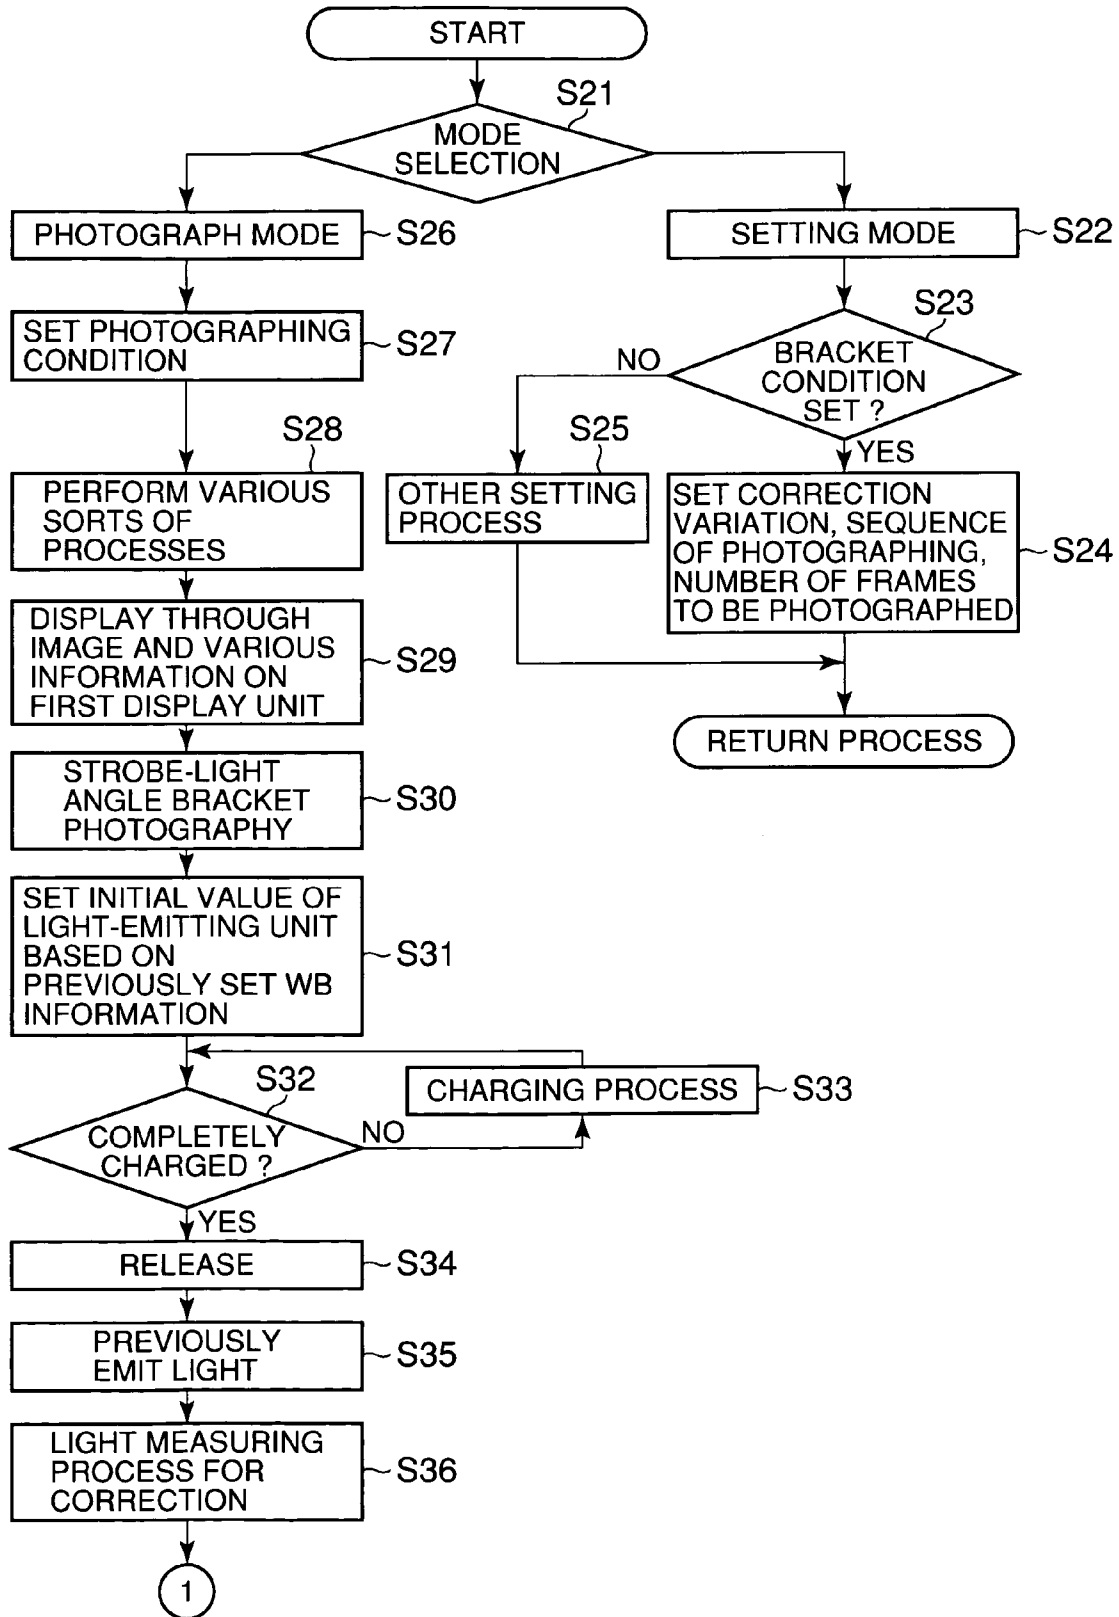 START
S21
MODE
SELECTION
PHOTOGRAPH MODE
S26
SETTING MODE
S22
SET PHOTOGRAPHING
CONDITION
S27
S23
BRACKET
CONDITION
SET ?
NO
YES
S28
PERFORM VARIOUS
SORTS OF
PROCESSES
S25
OTHER SETTING
PROCESS
SET CORRECTION
VARIATION, SEQUENCE
OF PHOTOGRAPHING,
NUMBER OF FRAMES
TO BE PHOTOGRAPHED
S24
DISPLAY THROUGH
IMAGE AND VARIOUS
INFORMATION ON
FIRST DISPLAY UNIT
S29
RETURN PROCESS
STROBE-LIGHT
ANGLE BRACKET
PHOTOGRAPHY
S30
SET INITIAL VALUE OF
LIGHT-EMITTING UNIT
BASED ON
PREVIOUSLY SET WB
INFORMATION
S31
S32
COMPLETELY
CHARGED ?
NO
CHARGING PROCESS
S33
YES
RELEASE
S34
PREVIOUSLY
EMIT LIGHT
S35
LIGHT MEASURING
PROCESS FOR
CORRECTION
S36
1